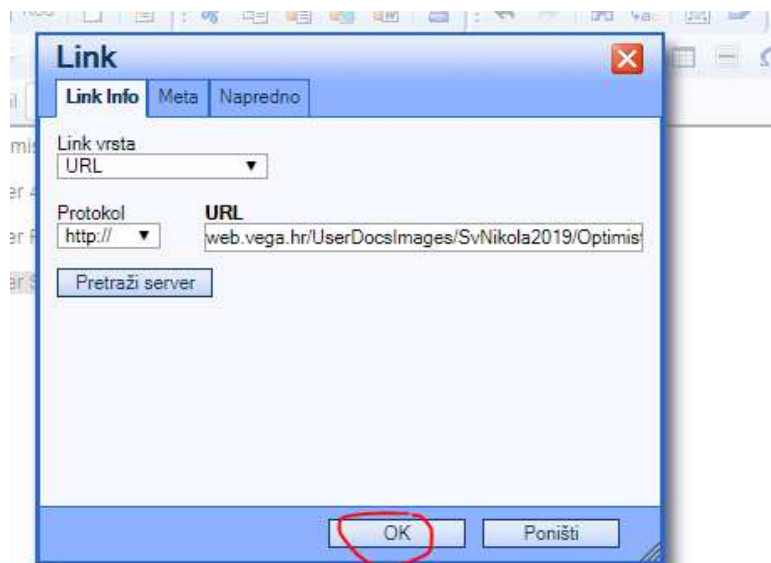 Link
Link Info Meta Napredno
Link vrsta
URL
Protokol URL
http:// web.vega.hr/UserDocsImages/SvNikola2019/Optimis
Pretraži server
OK Poništi